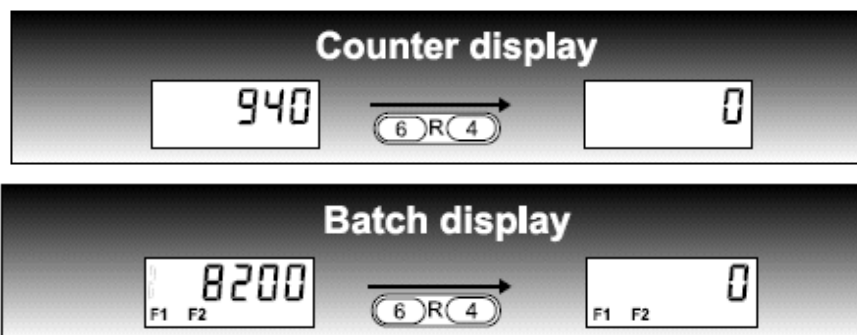 Counter display
940 6 R 4 0
Batch display
8200 6 R 4 0
F1 F2 F1 F2